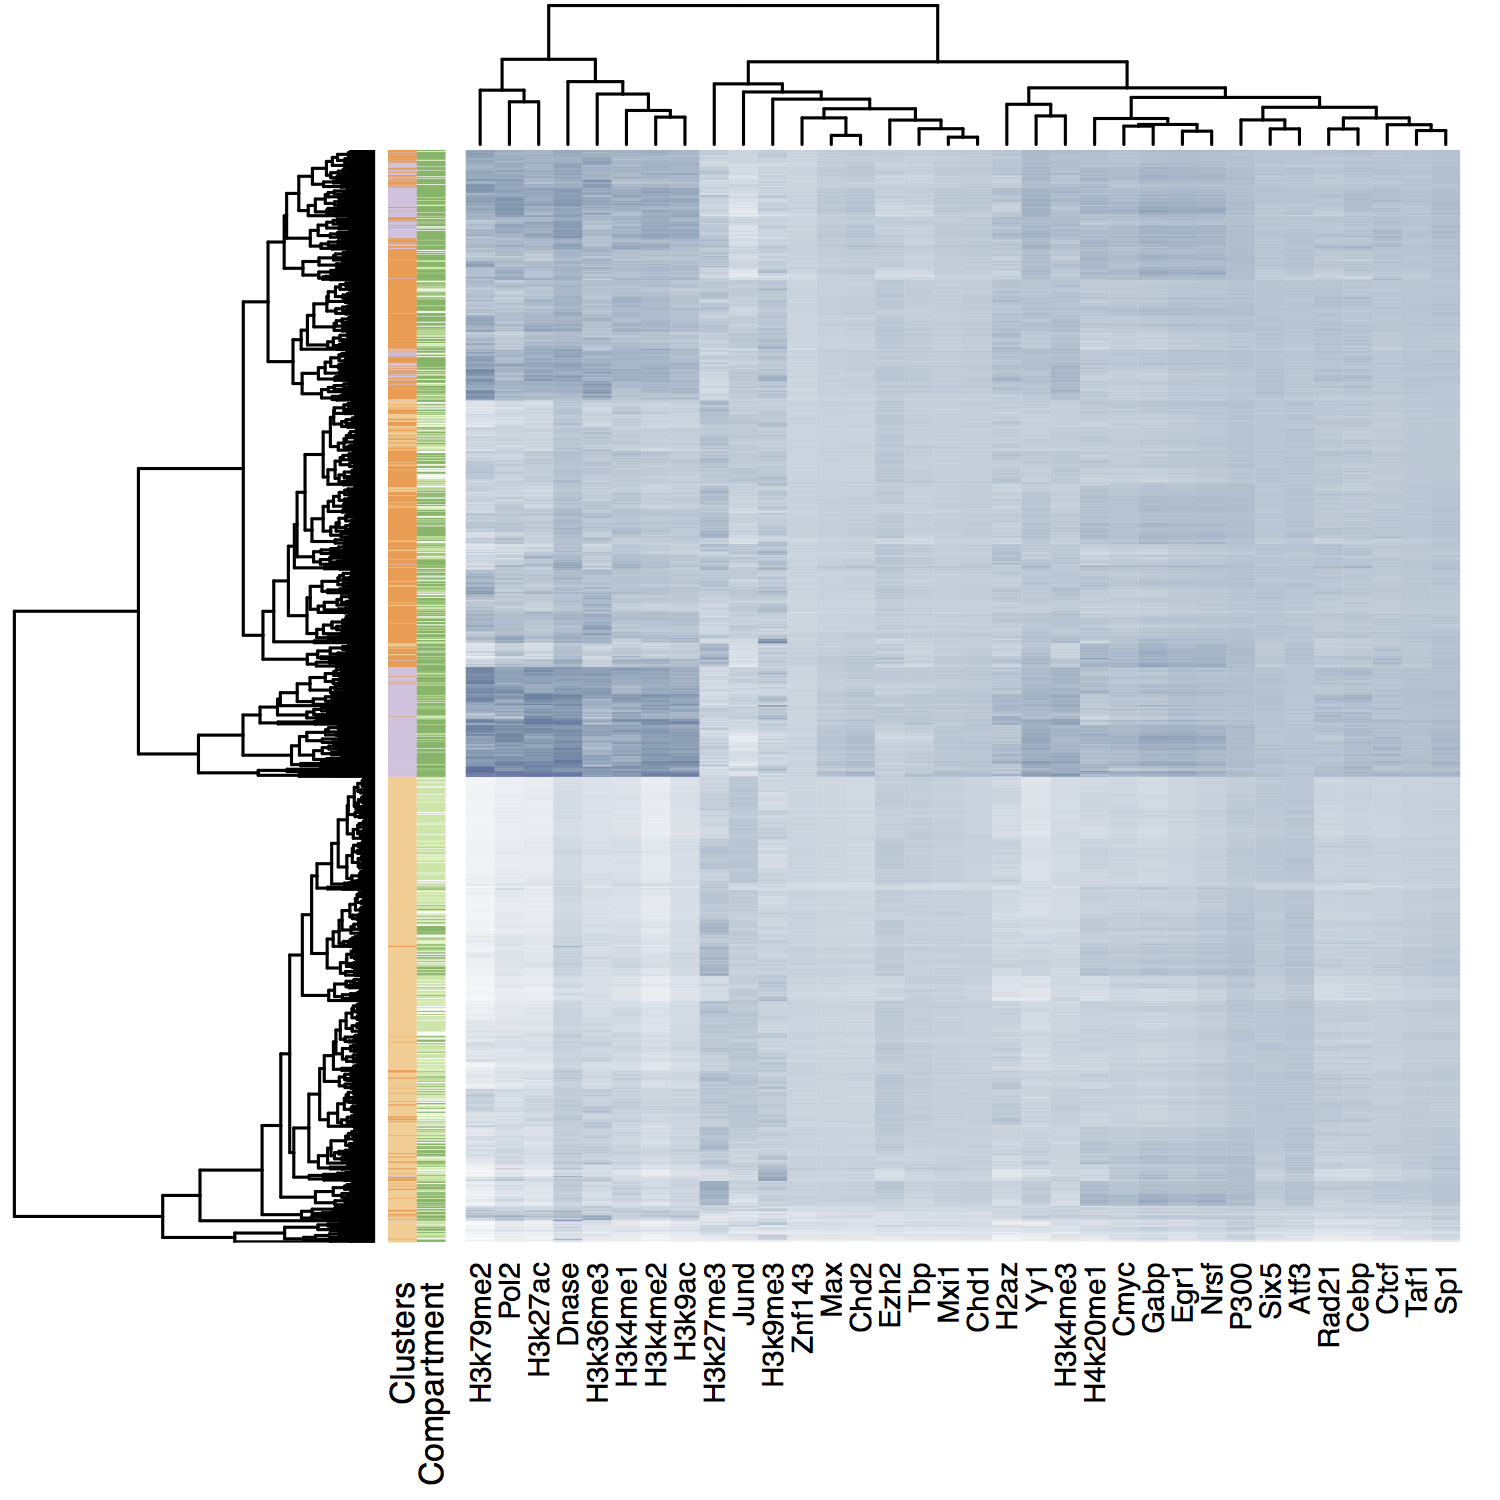 Clusters
Compartment
H3k79me2
Pol2
H3k27ac
Dnase
H3k36me3
H3k4me1
H3k4me2
H3k9ac
H3k27me3
Jund
H3k9me3
Znf143
Max
Chd2
Ezh2
Tbp
Mxi1
Chd1
H2az
Yy1
H3k4me3
H4k20me1
Cmyc
Gabp
Egr1
Nrsf
P300
Six5
Atf3
Rad21
Cebp
Ctcf
Taf1
Sp1